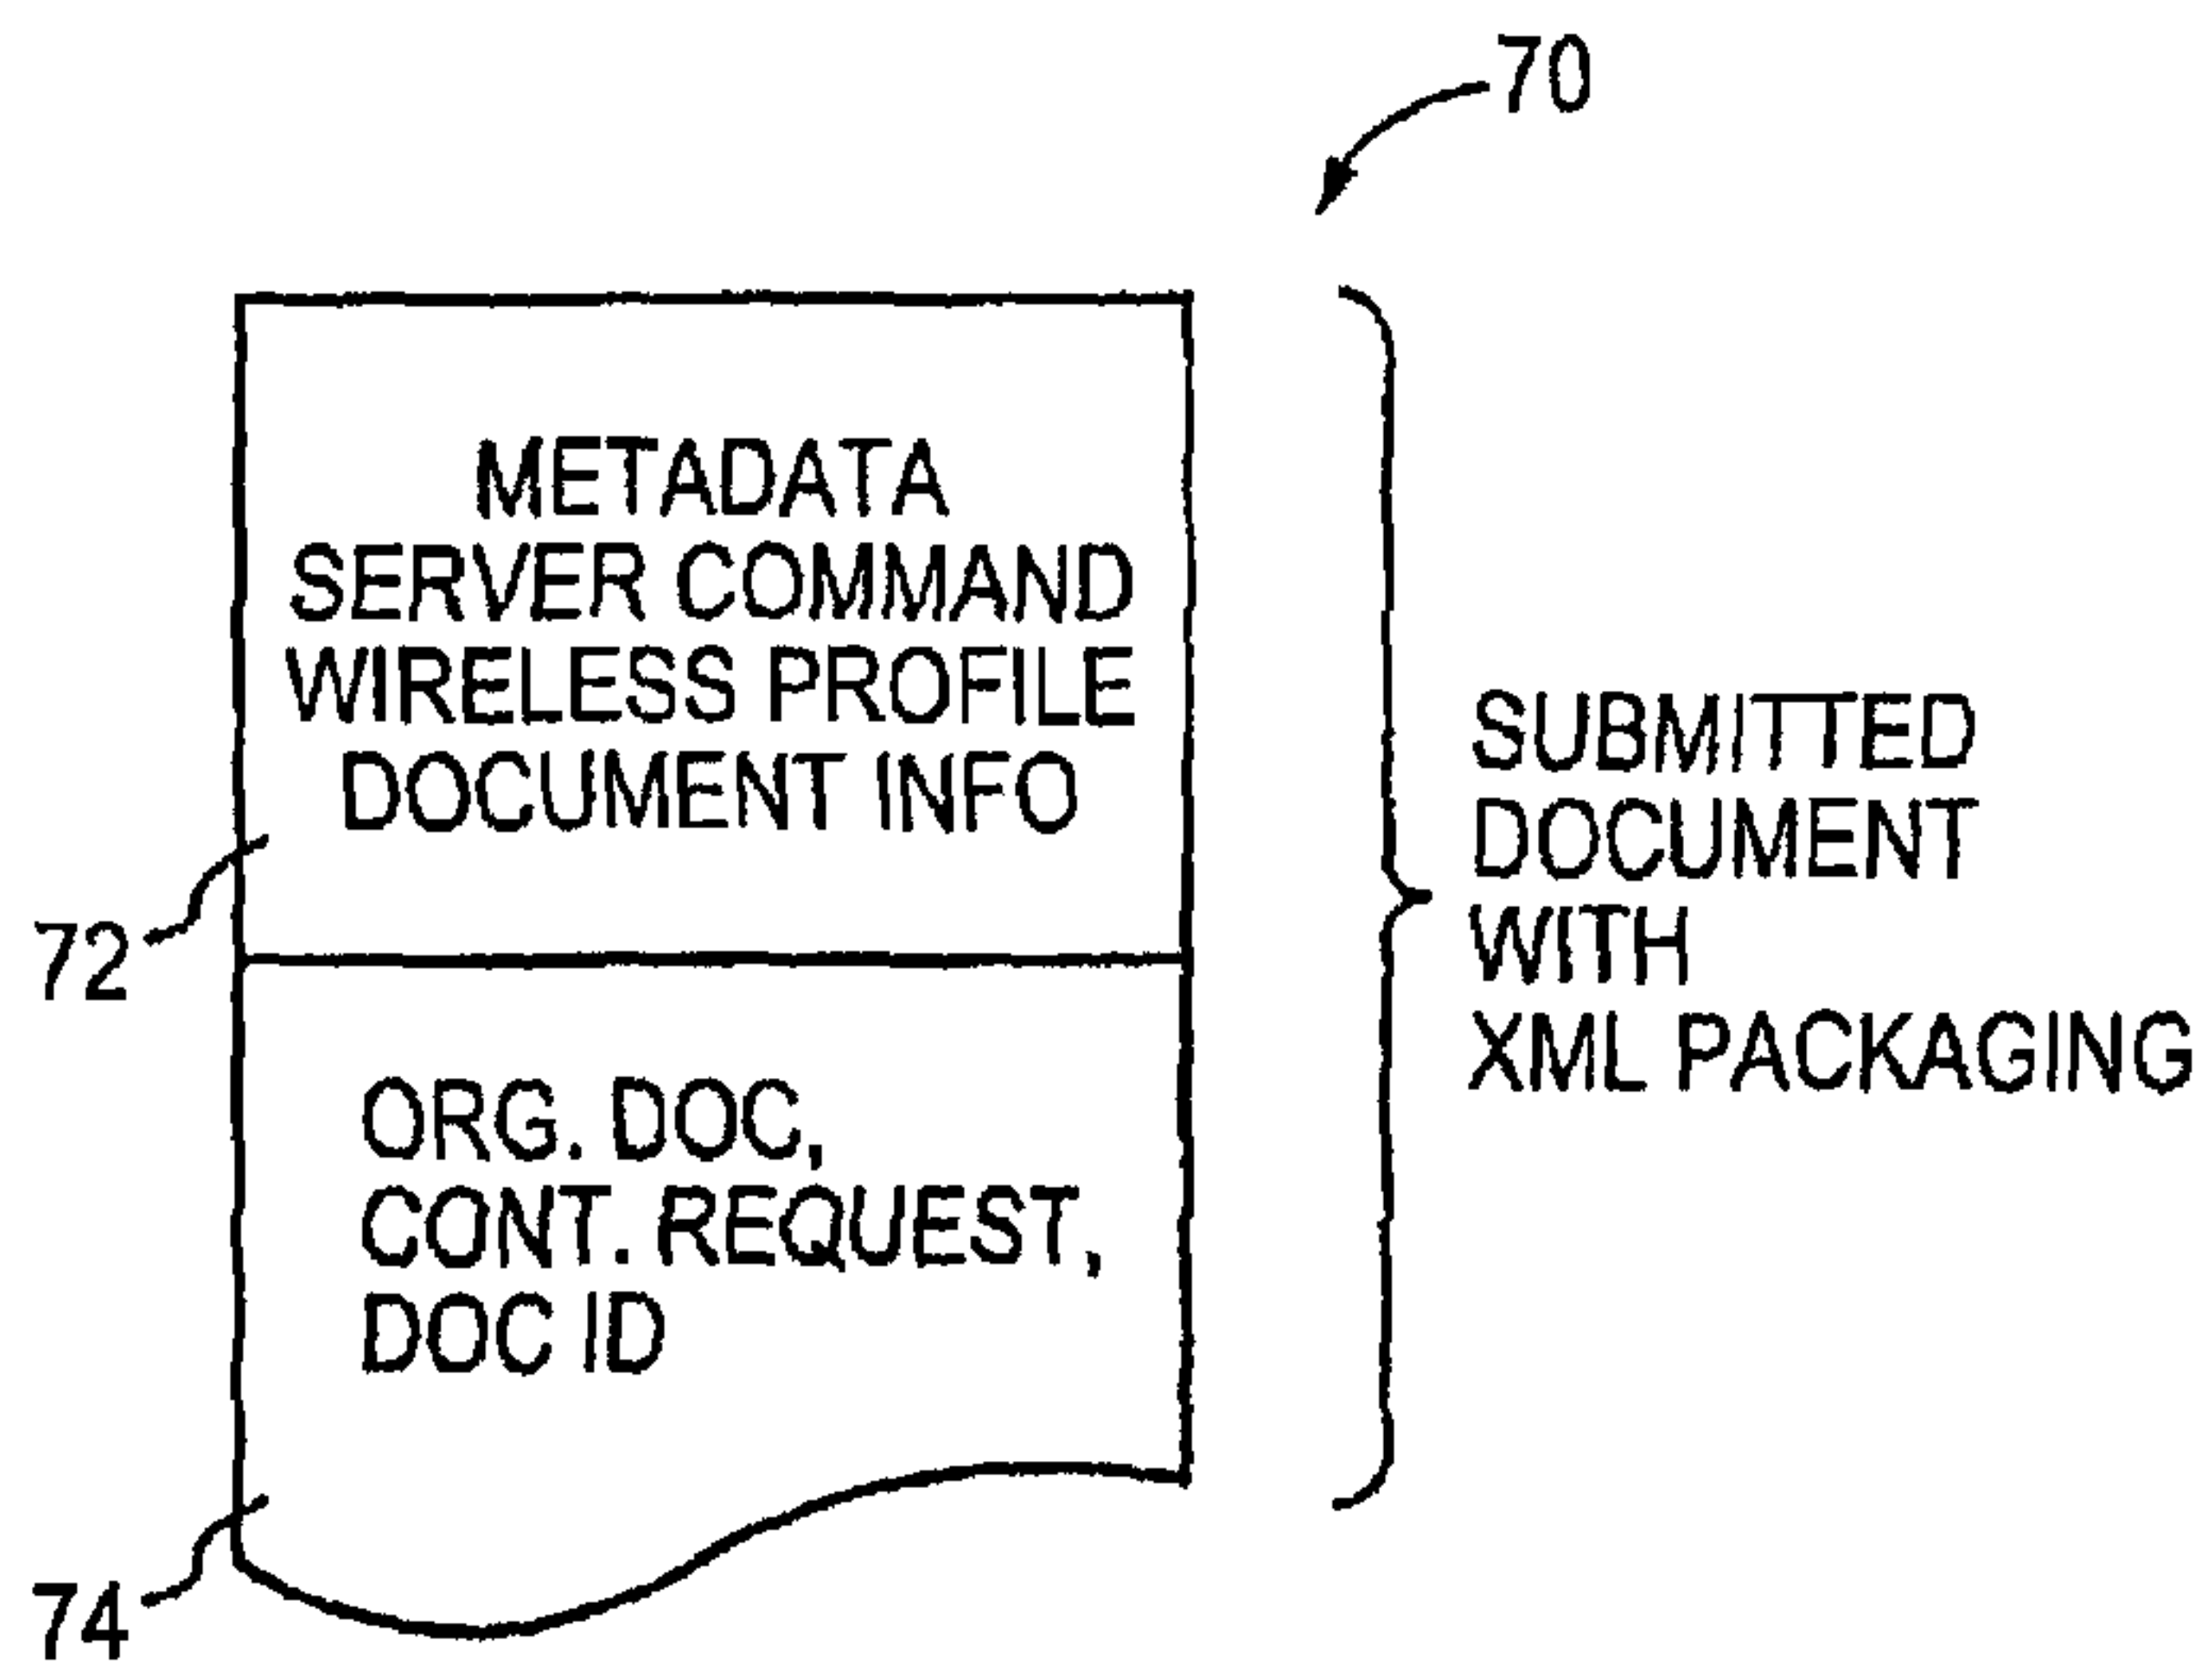 70
METADATA
SERVER COMMAND
WIRELESS PROFILE
DOCUMENT INFO
72
SUBMITTED
DOCUMENT
WITH
XML PACKAGING
ORG. DOC,
CONT. REQUEST,
DOC ID
74